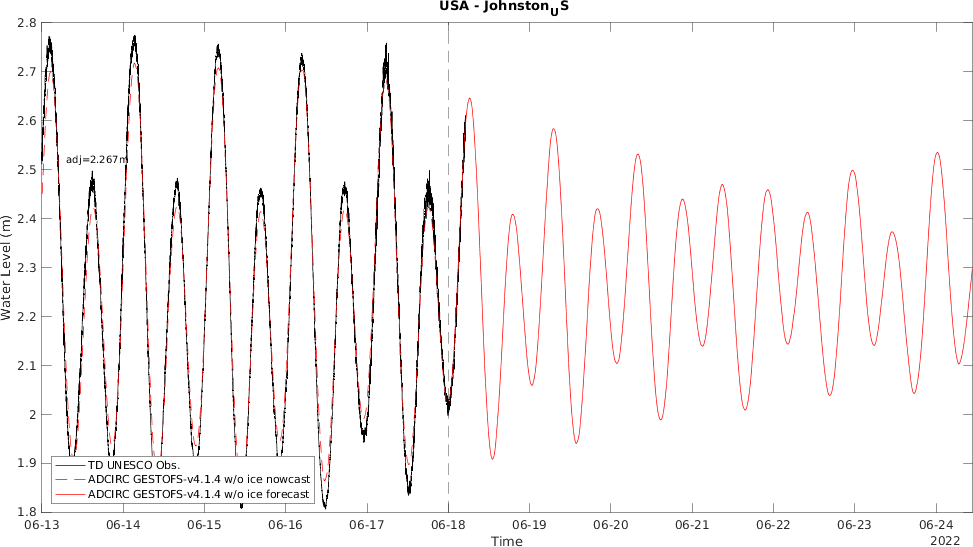 USA - Johnston_US
2.8
2.7
2.6
2.5
2.4
2.3
2.2
2.1
2
1.9
1.8
Water Level (m)
adj=2.267m
TD UNESCO Obs.
ADCIRC GESTOFS-v4.1.4 w/o ice nowcast
ADCIRC GESTOFS-v4.1.4 w/o ice forecast
06-13 06-14 06-15 06-16 06-17 06-18 06-19 06-20 06-21 06-22 06-23 06-24
Time
2022